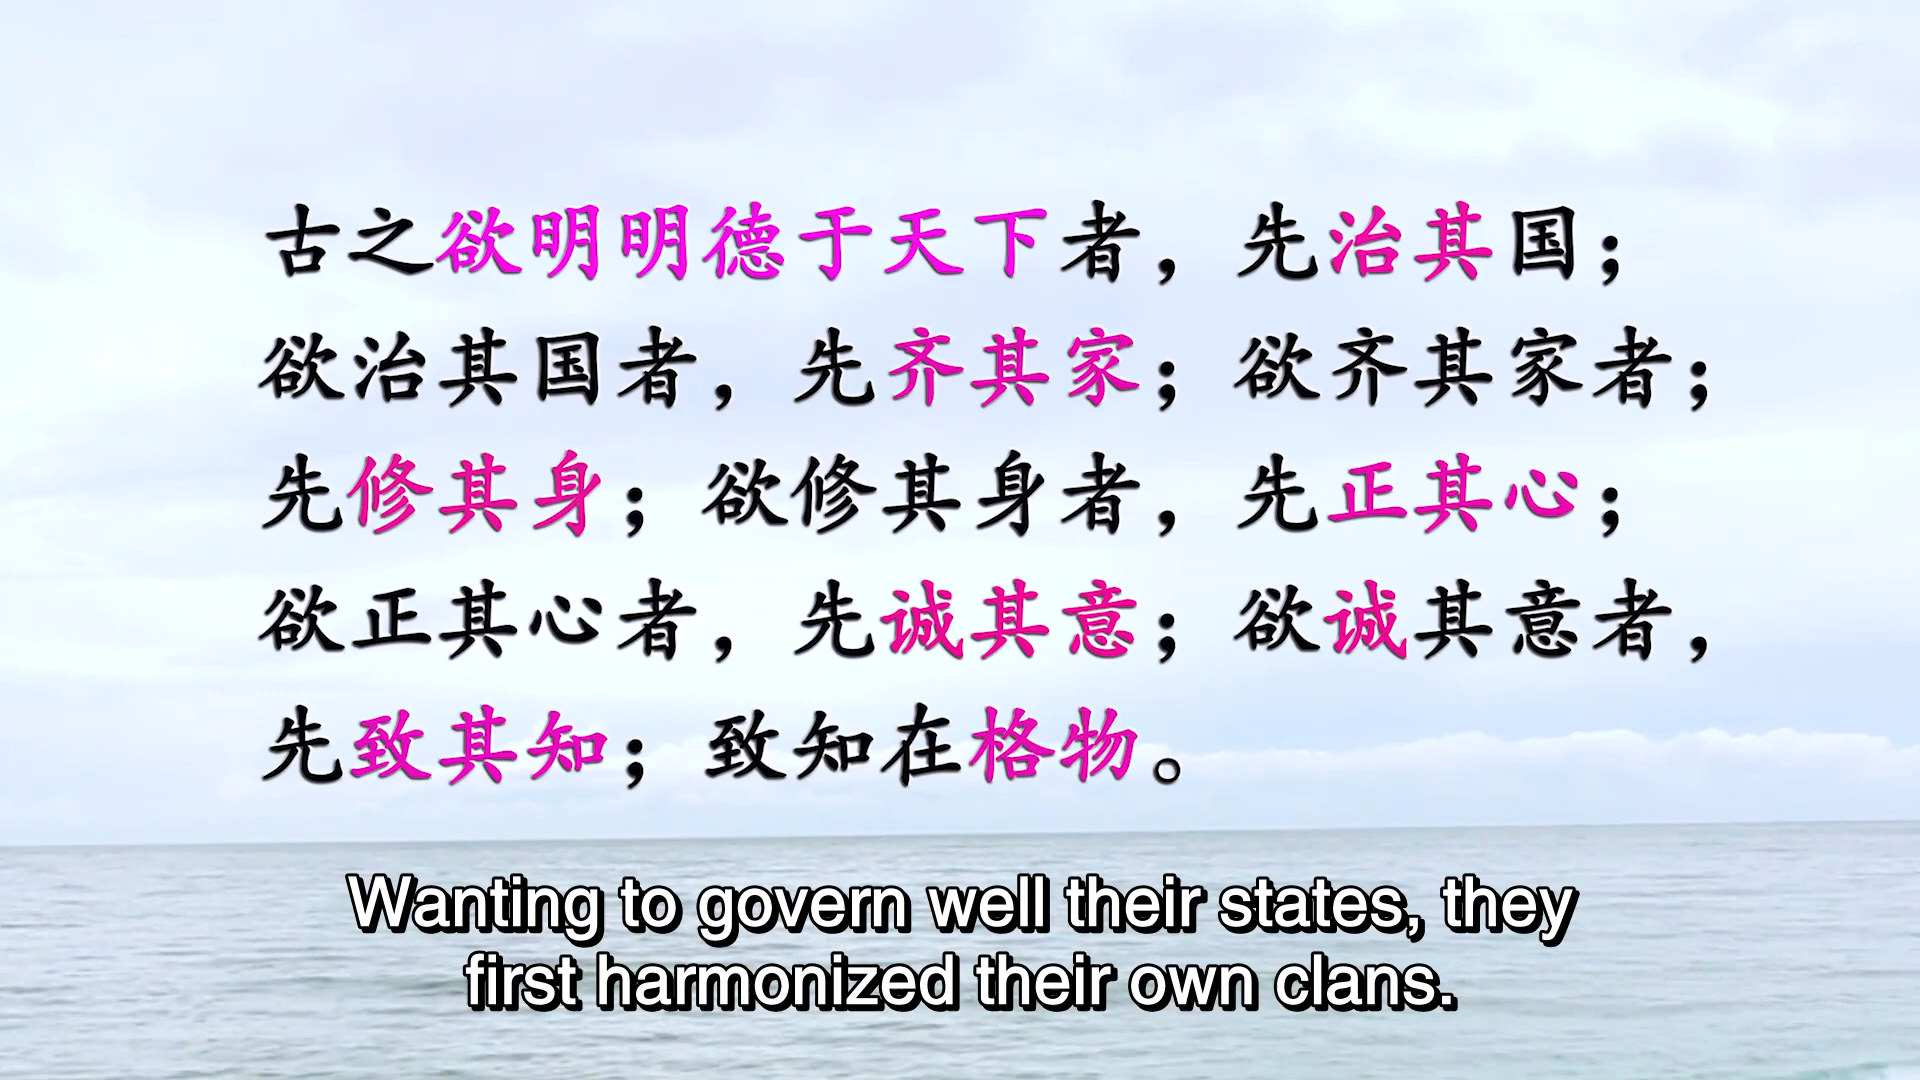 古之欲明明德于天下者，先治其国；
欲治其国者，先齐其家；欲齐其家者；
先修其身；欲修其身者，先正其心；
欲正其心者，先诚其意；欲诚其意者，
先致其知；致知在格物。
Wanting to govern well their states, they
first harmonized their own clans.